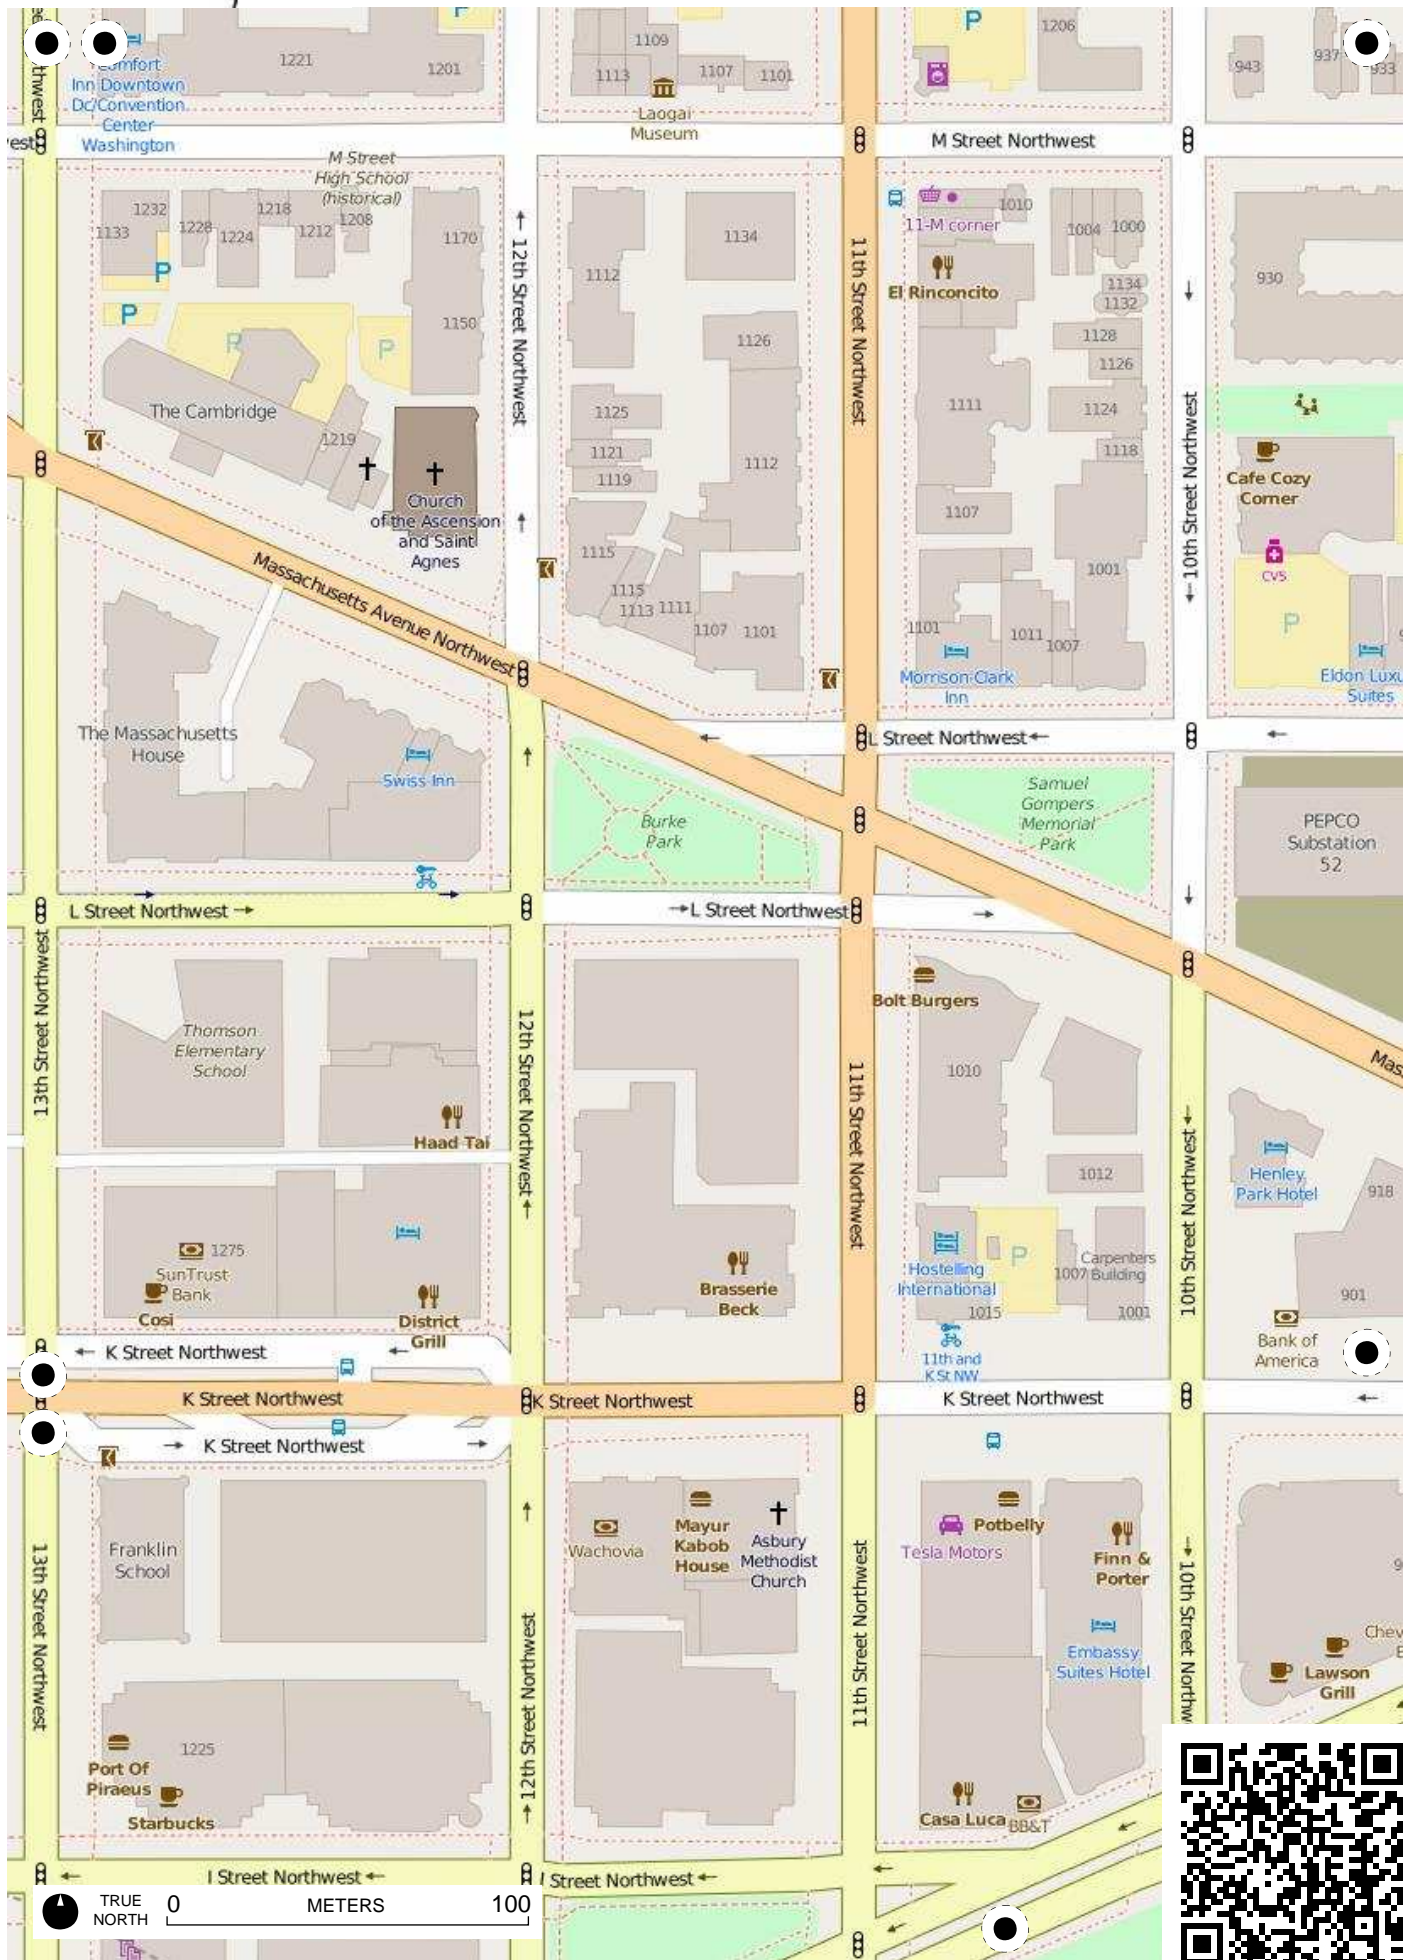 Comfort
Inn Downtown
Dc/Convention
Center
Washington
1221
1201
P
1109
1113
1107
1101
Laogai
Museum
P
1206
943
937
933
M Street Northwest
M Street
High School
(historical)
1232
1133
1228
1224
1218
1212
1208
1170
1150
P
P
P
P
The Cambridge
1219
Church
of the Ascension
and Saint
Agnes
12th Street Northwest
1112
1134
1126
1125
1121
1119
1112
1115
1115
1113
1111
1107
1101
11th Street Northwest
11-M corner
1010
1004
1000
El Rinconcito
1134
1132
1128
1126
1111
1124
1118
1107
1001
1101
1011
1007
Morrison Clark
Inn
10th Street Northwest
930
Cafe Cozy
Corner
CVS
P
Eldon Luxu
Suites
Massachusetts Avenue Northwest
The Massachusetts
House
Swiss Inn
Burke
Park
L Street Northwest
Samuel
Gompers
Memorial
Park
PEPCO
Substation
52
L Street Northwest
L Street Northwest
13th Street Northwest
Thomson
Elementary
School
Haad Tai
12th Street Northwest
11th Street Northwest
Bolt Burgers
1010
1012
Mas
Henley
Park Hotel
918
10th Street Northwest
1275
SunTrust
Bank
Cosi
District
Grill
Brasserie
Beck
Hostelling
International
P
1015
1007
Carpenters
Building
1001
901
Bank of
America
11th and
K St NW
K Street Northwest
K Street Northwest
K Street Northwest
K Street Northwest
K Street Northwest
Franklin
School
Wachovia
Mayur
Kabob
House
Asbury
Methodist
Church
Tesla Motors
Potbelly
Finn &
Porter
Embassy
Suites Hotel
Lawson
Grill
Chev
13th Street Northwest
12th Street Northwest
11th Street Northwest
10th Street Northw
Port Of
Piraeus
1225
Starbucks
Casa Luca
BB&T
I Street Northwest
I Street Northwest
TRUE
NORTH
0 METERS 100